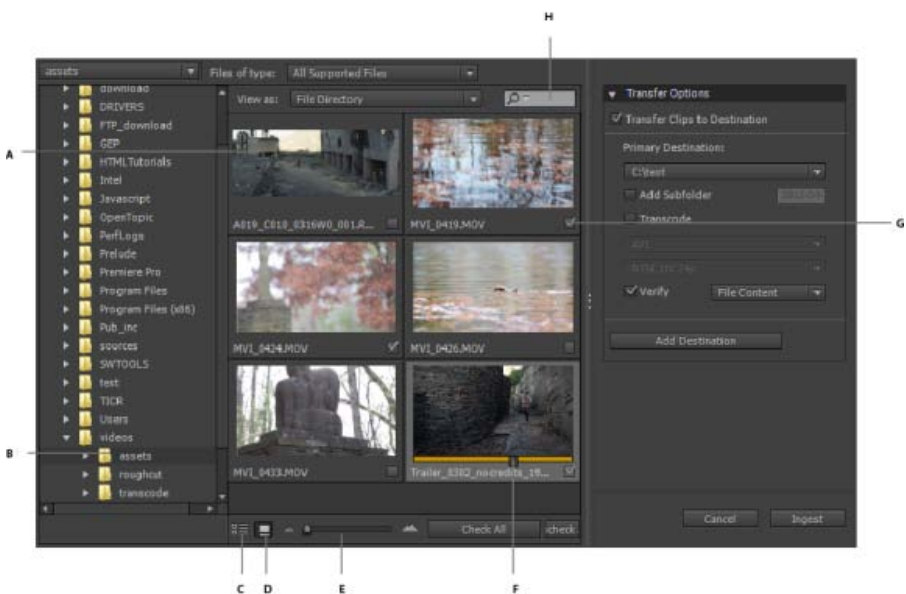 H
assets
Files of type:
All Supported Files
download
DRIVERS
FTP_download
GEP
HTMLTutorials
Intel
Javascript
OpenTopic
PerfLogs
Prelude
Premiere Pro
Program Files
Program Files (x86)
Pub_inc
sources
SWTOOLS
test
TICR
Users
videos
assets
roughcut
transcode
A
B
View as:
File Directory
A019_C010_0316W0_001.R...
MVI_0419.MOV
MVI_0424.MOV
MVI_0426.MOV
MVI_0433.MOV
Trailer_0302_nocredits_19...
Check All
check
Transfer Options
Transfer Clips to Destination
Primary Destination:
C:\test
Add Subfolder
Transcode
AVI
Verify
File Content
Add Destination
Cancel
Ingest
G
C
D
E
F